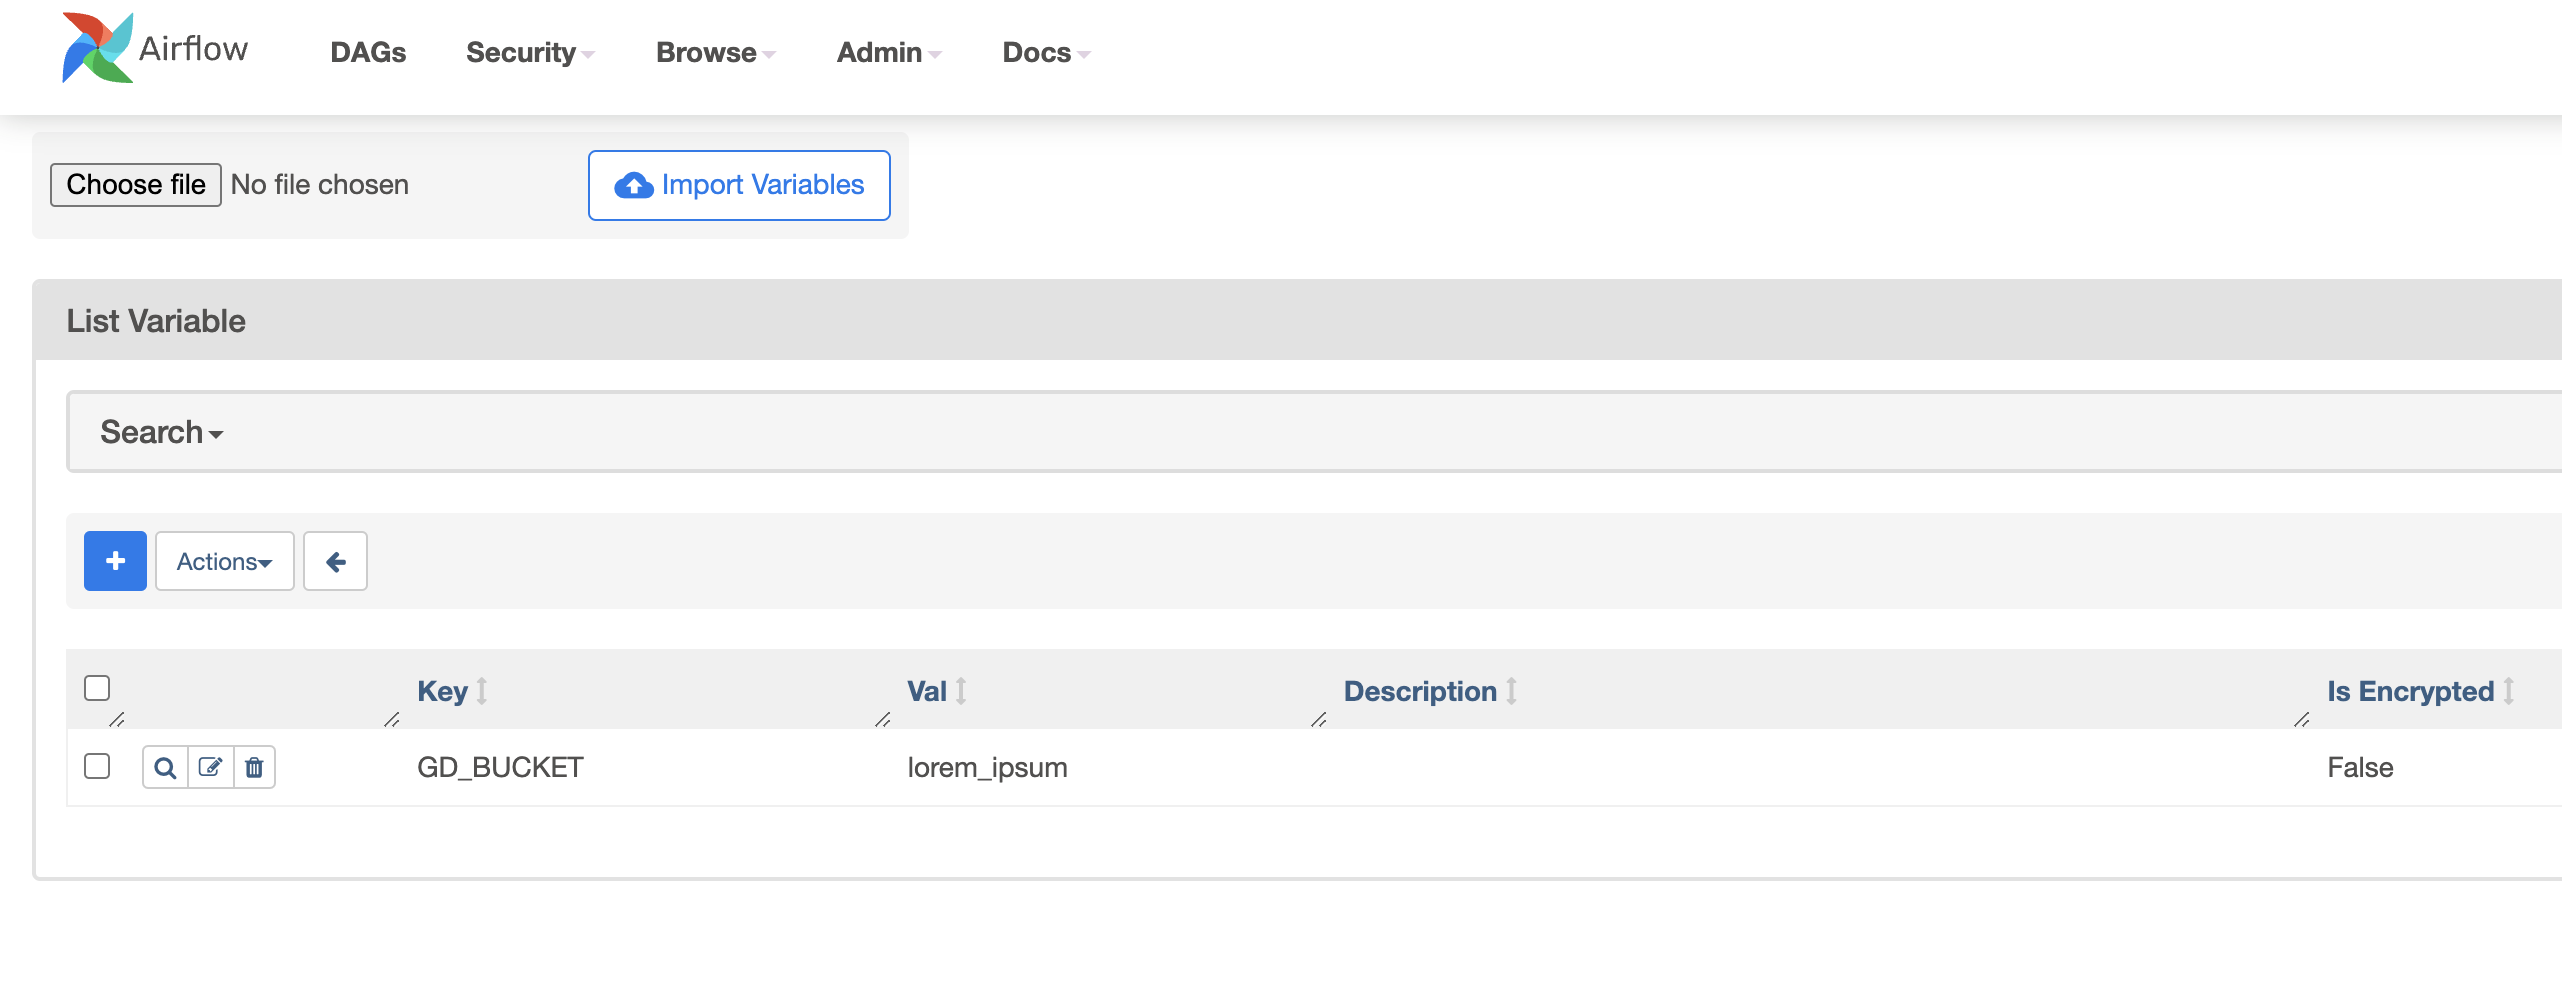 Airflow DAGs Security Browse Admin Docs
Choose file No file chosen Import Variables
List Variable
Search
+ Actions
Key Val Description Is Encrypted
GD_BUCKET lorem_ipsum False